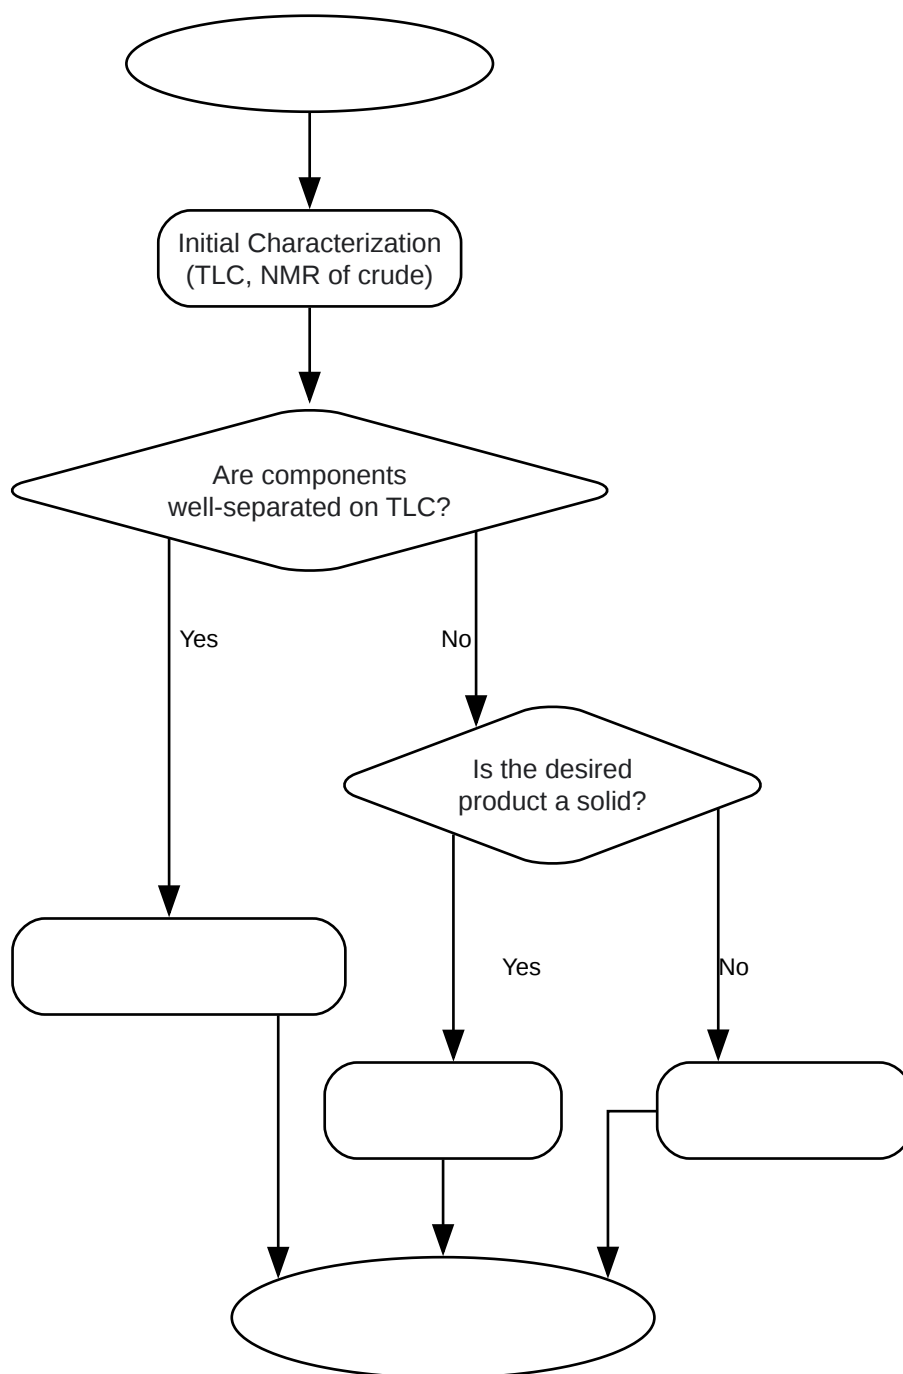 Initial Characterization
(TLC, NMR of crude)
Are components
well-separated on TLC?
Yes
No
Is the desired
product a solid?
Yes
No